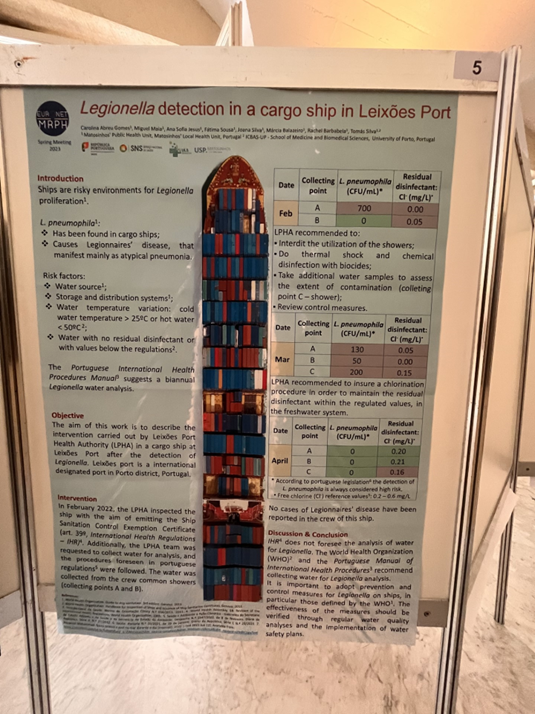 5
EUR NET
MRPH
Spring Meeting
2023
Legionella detection in a cargo ship in Leixões Port
Carolina Abreu Gomes¹, Miguel Maia¹, Ana Sofia Jesus¹, Fátima Sousa¹, Joana Silva¹, Márcia Relaxeiro¹, Rachel Barbabela¹, Tomás Silva¹,²
¹ Matosinhos' Public Health Unit, Matosinhos' Local Health Unit, Portugal ² ICBAS-UP - School of Medicine and Biomedical Sciences, University of Porto, Portugal
REPÚBLICA
PORTUGUESA
SNS
USP
Introduction
Ships are risky environments for Legionella
proliferation¹.
L. pneumophila¹:
❖ Has been found in cargo ships;
❖ Causes Legionnaires' disease, that
manifest mainly as atypical pneumonia.
Risk factors:
❖ Water source¹;
❖ Storage and distribution systems¹;
❖ Water temperature variation: cold
water temperature > 25ºC or hot water
< 50ºC²;
❖ Water with no residual disinfectant or
with values below the regulations².
The Portuguese International Health
Procedures Manual³ suggests a biannual
Legionella water analysis.
Objective
The aim of this work is to describe the
intervention carried out by Leixões Port
Health Authority (LPHA) in a cargo ship at
Leixões Port after the detection of
Legionella. Leixões port is a international
designated port in Porto district, Portugal.
Intervention
In February 2022, the LPHA inspected the
ship with the aim of emitting the Ship
Sanitation Control Exemption Certificate
(art. 39º, International Health Regulations
– IHR)⁴. Additionally, the LPHA team was
requested to collect water for analysis, and
the procedures foreseen in portuguese
regulations³ were followed. The water was
collected from the crew common showers
(collecting points A and B).
Date Collecting point L. pneumophila (CFU/mL)* Residual disinfectant: Cl⁻ (mg/L)⁺
Feb A 700 0.00
B 0 0.05
LPHA recommended to:
• Interdit the utilization of the showers;
• Do thermal shock and chemical
disinfection with biocides;
• Take additional water samples to assess
the extent of contamination (colleting
point C – shower);
• Review control measures.
Date Collecting point L. pneumophila (CFU/mL)* Residual disinfectant: Cl⁻ (mg/L)⁺
Mar A 130 0.05
B 50 0.00
C 200 0.15
LPHA recommended to insure a chlorination
procedure in order to maintain the residual
disinfectant within the regulated values, in
the freshwater system.
Date Collecting point L. pneumophila (CFU/mL)* Residual disinfectant: Cl⁻ (mg/L)⁺
April A 0 0.20
B 0 0.21
C 0 0.16
* According to portuguese legislation⁵ the detection of
L. pneumophila is always considered high risk.
⁺ Free chlorine (Cl⁻) reference values³: 0.2 – 0.6 mg/L
No cases of Legionnaires' disease have been
reported in the crew of this ship.
Discussion & Conclusion
IHR⁴ does not foresee the analysis of water
for Legionella. The World Health Organization
(WHO)² and the Portuguese Manual of
International Health Procedures³ recommend
collecting water for Legionella analysis.
It is important to adopt prevention and
control measures for Legionella on ships, in
particular those defined by the WHO¹. The
effectiveness of the measures should be
verified through regular water quality
analyses and the implementation of water
safety plans.